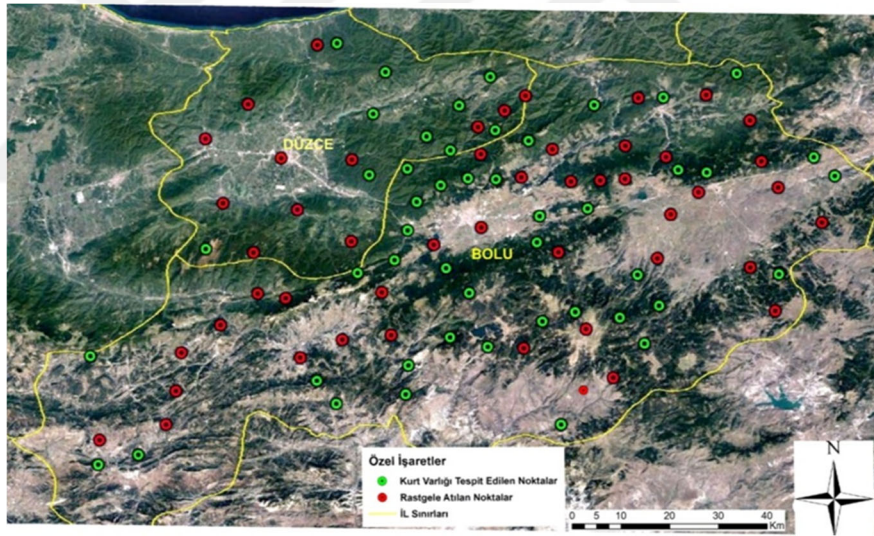 DÜZCE
BOLU
Özel İşaretler
Kurt Varlığı Tespit Edilen Noktalar
Rastgele Atılan Noktalar
İL Sınırları
N
0 5 10 20 30 40
Km